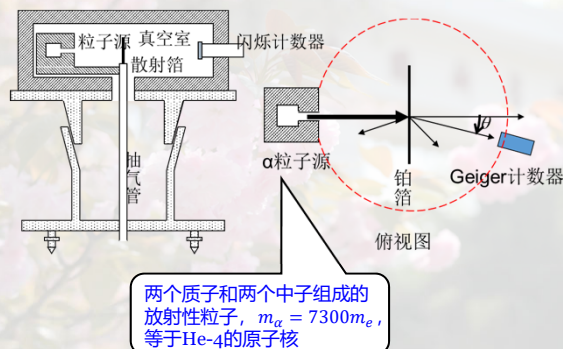 粒子源 真空室
闪烁计数器
散射箔
抽气管
α粒子源
铂箔
θ
Geiger计数器
俯视图
两个质子和两个中子组成的
放射性粒子，m_α = 7300m_e，
等于He-4的原子核